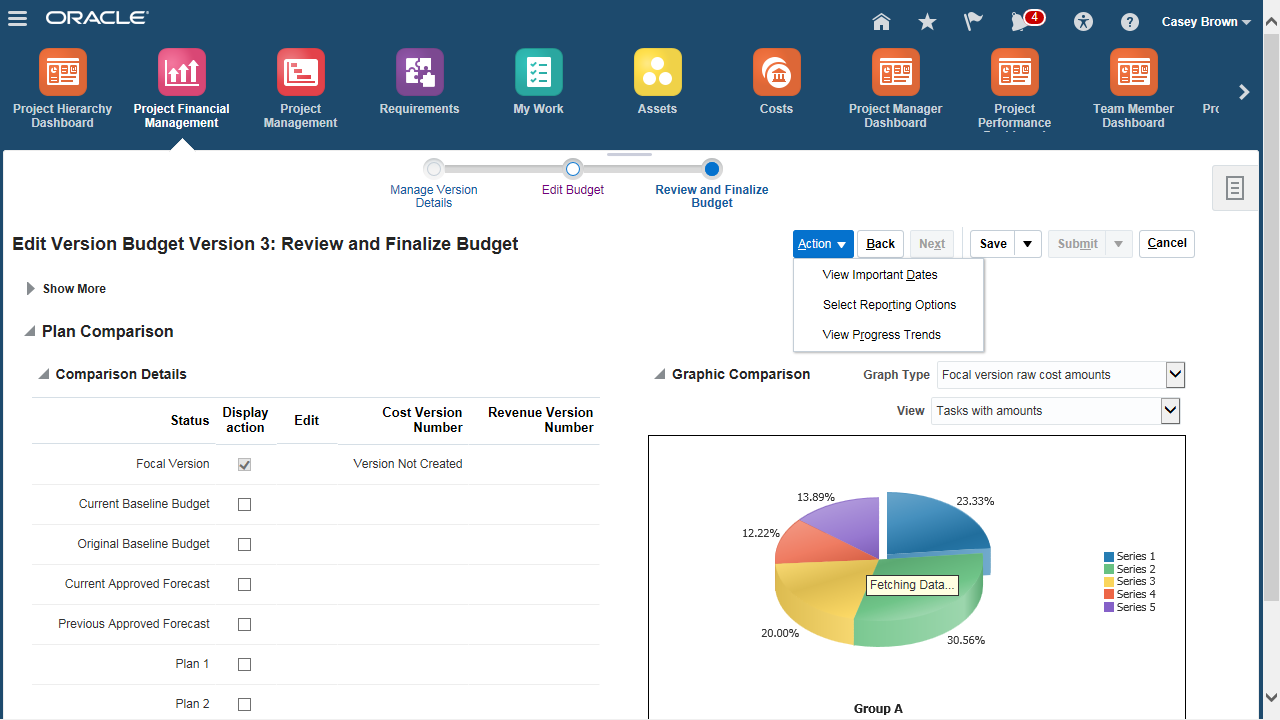 ORACLE
4
Casey Brown
Project Hierarchy
Dashboard
Project Financial
Management
Project
Management
Requirements
My Work
Assets
Costs
Project Manager
Dashboard
Project
Performance
Team Member
Dashboard
Manage Version
Details
Edit Budget
Review and Finalize
Budget
Edit Version Budget Version 3: Review and Finalize Budget
Action
Back
Next
Save
Submit
Cancel
View Important Dates
Select Reporting Options
View Progress Trends
Show More
Plan Comparison
Comparison Details
Status
Display
action
Edit
Cost Version
Number
Revenue Version
Number
Focal Version
Version Not Created
Current Baseline Budget
Original Baseline Budget
Current Approved Forecast
Previous Approved Forecast
Plan 1
Plan 2
Graphic Comparison
Graph Type
Focal version raw cost amounts
View
Tasks with amounts
13.89%
23.33%
12.22%
Fetching Data...
20.00%
30.56%
Series 1
Series 2
Series 3
Series 4
Series 5
Group A